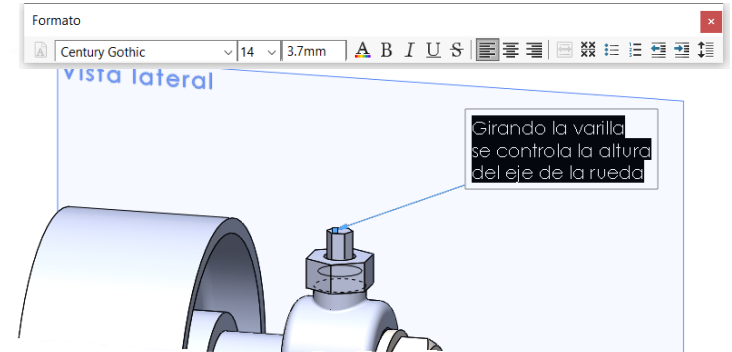 Formato
Century Gothic 14 3.7mm A B I U S
Vista lateral
Girando la varilla
se controla la altura
del eje de la rueda